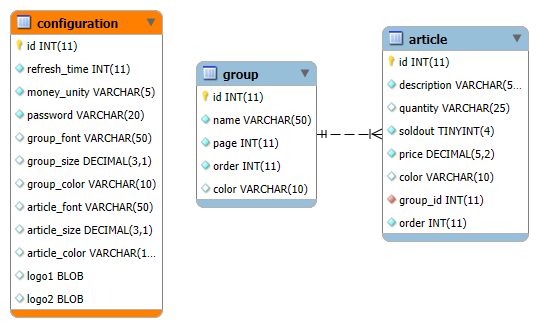 configuration
id INT(11)
refresh_time INT(11)
money_unity VARCHAR(5)
password VARCHAR(20)
group_font VARCHAR(50)
group_size DECIMAL(3,1)
group_color VARCHAR(10)
article_font VARCHAR(50)
article_size DECIMAL(3,1)
article_color VARCHAR(1...
logo1 BLOB
logo2 BLOB
group
id INT(11)
name VARCHAR(50)
page INT(11)
order INT(11)
color VARCHAR(10)
article
id INT(11)
description VARCHAR(5...
quantity VARCHAR(25)
soldout TINYINT(4)
price DECIMAL(5,2)
color VARCHAR(10)
group_id INT(11)
order INT(11)